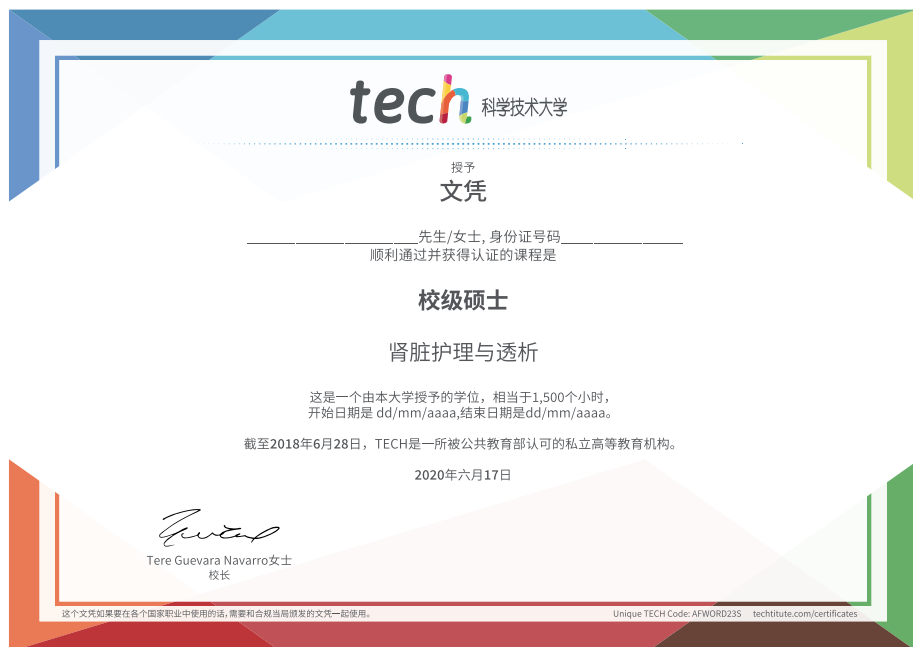 tech 科学技术大学
授予
文凭
先生/女士, 身份证号码
顺利通过并获得认证的课程是
校级硕士
肾脏护理与透析
这是一个由本大学授予的学位，相当于1,500个小时，
开始日期是 dd/mm/aaaa,结束日期是dd/mm/aaaa。
截至2018年6月28日，TECH是一所被公共教育部认可的私立高等教育机构。
2020年六月17日
Tere Guevara Navarro女士
校长
这个文凭如果要在各个国家职业中使用的话,需要和合规当局颁发的文凭一起使用。
Unique TECH Code: AFWORD23S techtitute.com/certificates